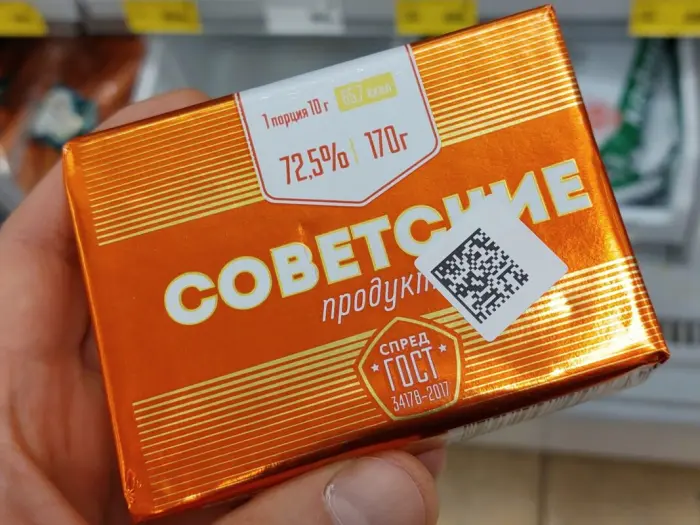 1 порция 10 г
72,5% 170г
СОВЕТСКИЕ
СПРЕД
ГОСТ
34178-2017